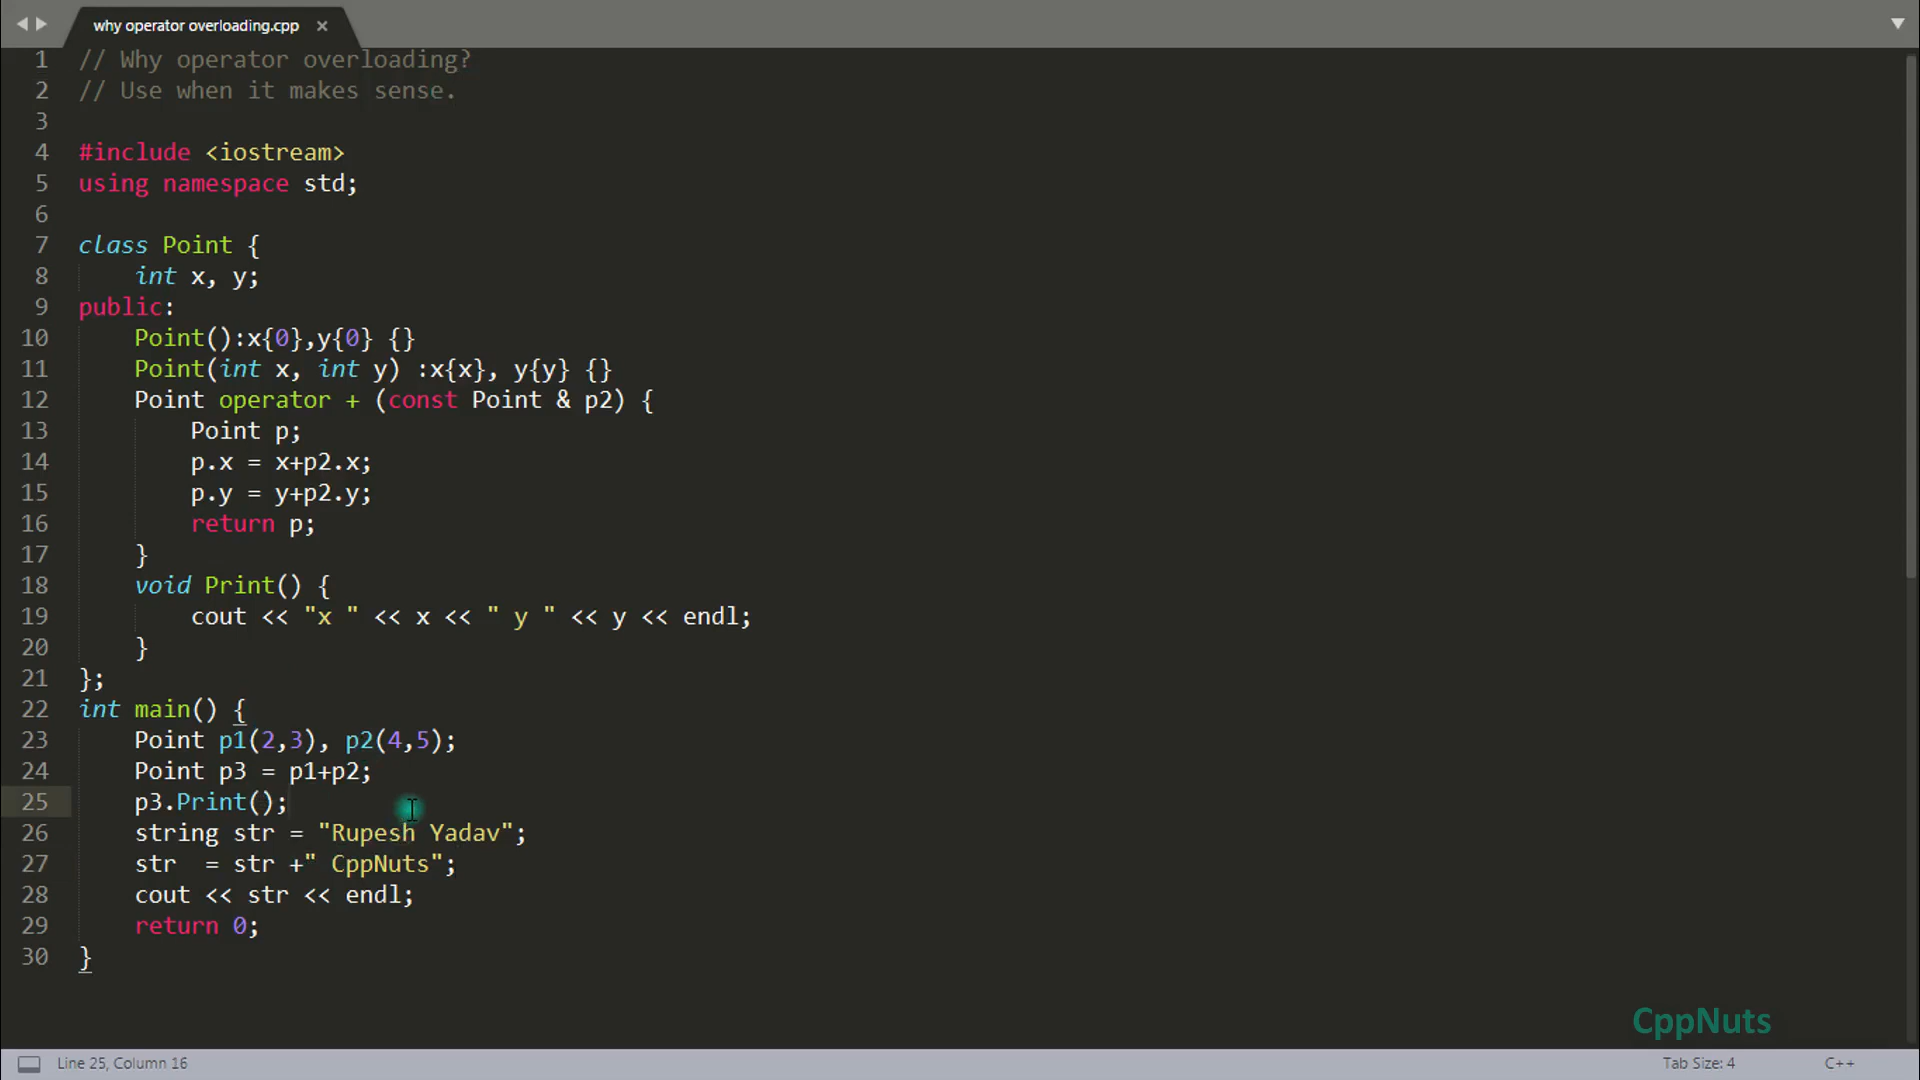 why operator overloading.cpp ×
1 // Why operator overloading?
2 // Use when it makes sense.
3
4 #include <iostream>
5 using namespace std;
6
7 class Point {
8     int x, y;
9 public:
10     Point():x{0},y{0} {}
11     Point(int x, int y) :x{x}, y{y} {}
12     Point operator + (const Point & p2) {
13         Point p;
14         p.x = x+p2.x;
15         p.y = y+p2.y;
16         return p;
17     }
18     void Print() {
19         cout << "x " << x << " y " << y << endl;
20     }
21 };
22 int main() {
23     Point p1(2,3), p2(4,5);
24     Point p3 = p1+p2;
25     p3.Print();
26     string str = "Rupesh Yadav";
27     str  = str +" CppNuts";
28     cout << str << endl;
29     return 0;
30 }
CppNuts
Line 25, Column 16 Tab Size: 4 C++